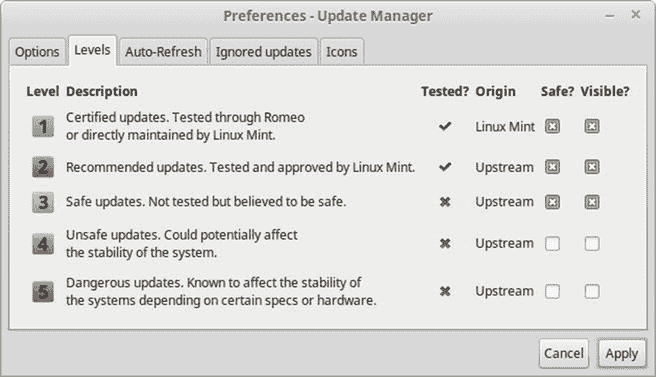 Preferences - Update Manager
Options Levels Auto-Refresh Ignored updates Icons
Level Description Tested? Origin Safe? Visible?
1 Certified updates. Tested through Romeo
or directly maintained by Linux Mint. Linux Mint
2 Recommended updates. Tested and approved by Linux Mint. Upstream
3 Safe updates. Not tested but believed to be safe. Upstream
4 Unsafe updates. Could potentially affect
the stability of the system. Upstream
5 Dangerous updates. Known to affect the stability of
the systems depending on certain specs or hardware. Upstream
Cancel Apply